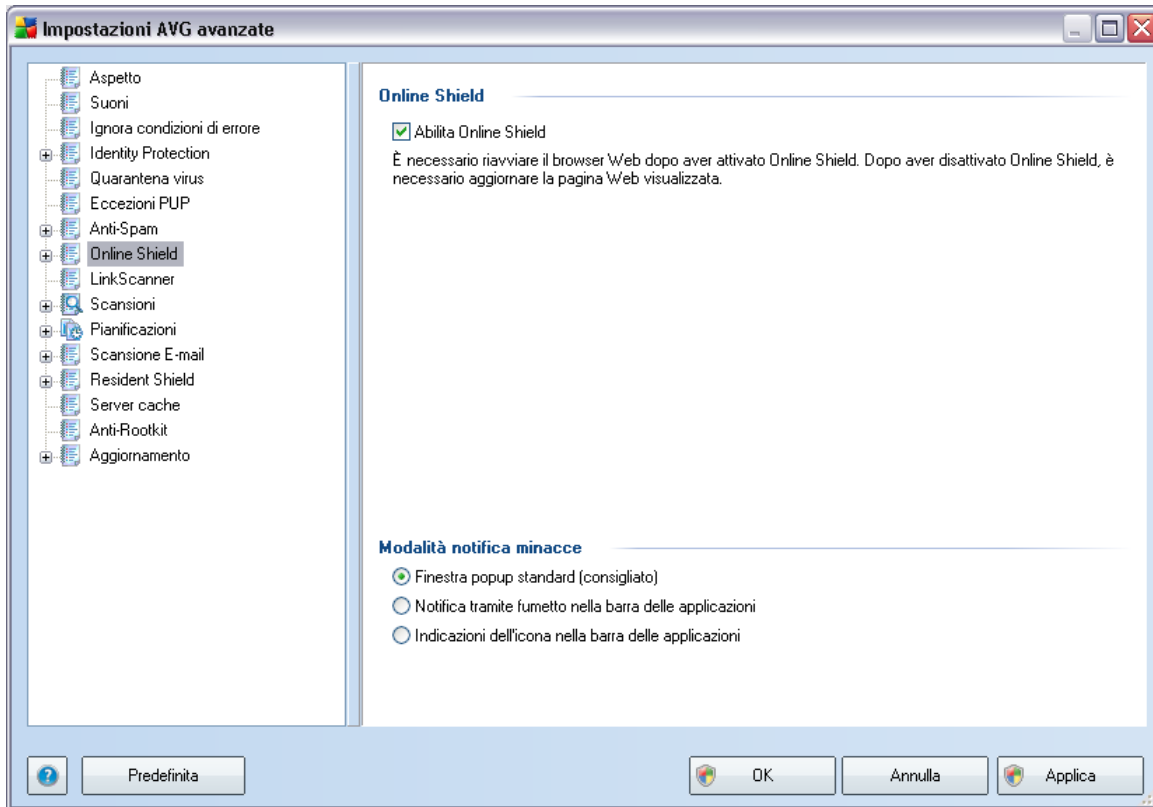 Impostazioni AVG avanzate
Aspetto
Suoni
Ignora condizioni di errore
Identity Protection
Quarantena virus
Eccezioni PUP
Anti-Spam
Online Shield
LinkScanner
Scansioni
Pianificazioni
Scansione E-mail
Resident Shield
Server cache
Anti-Rootkit
Aggiornamento
Online Shield
Abilita Online Shield
È necessario riavviare il browser Web dopo aver attivato Online Shield. Dopo aver disattivato Online Shield, è
necessario aggiornare la pagina Web visualizzata.
Modalità notifica minacce
Finestra popup standard (consigliato)
Notifica tramite fumetto nella barra delle applicazioni
Indicazioni dell'icona nella barra delle applicazioni
Predefinita
OK
Annulla
Applica